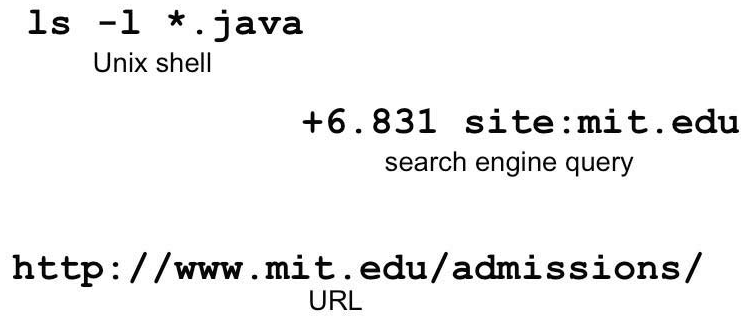 ls -l *.java
Unix shell
+6.831 site:mit.edu
search engine query
http://www.mit.edu/admissions/
URL